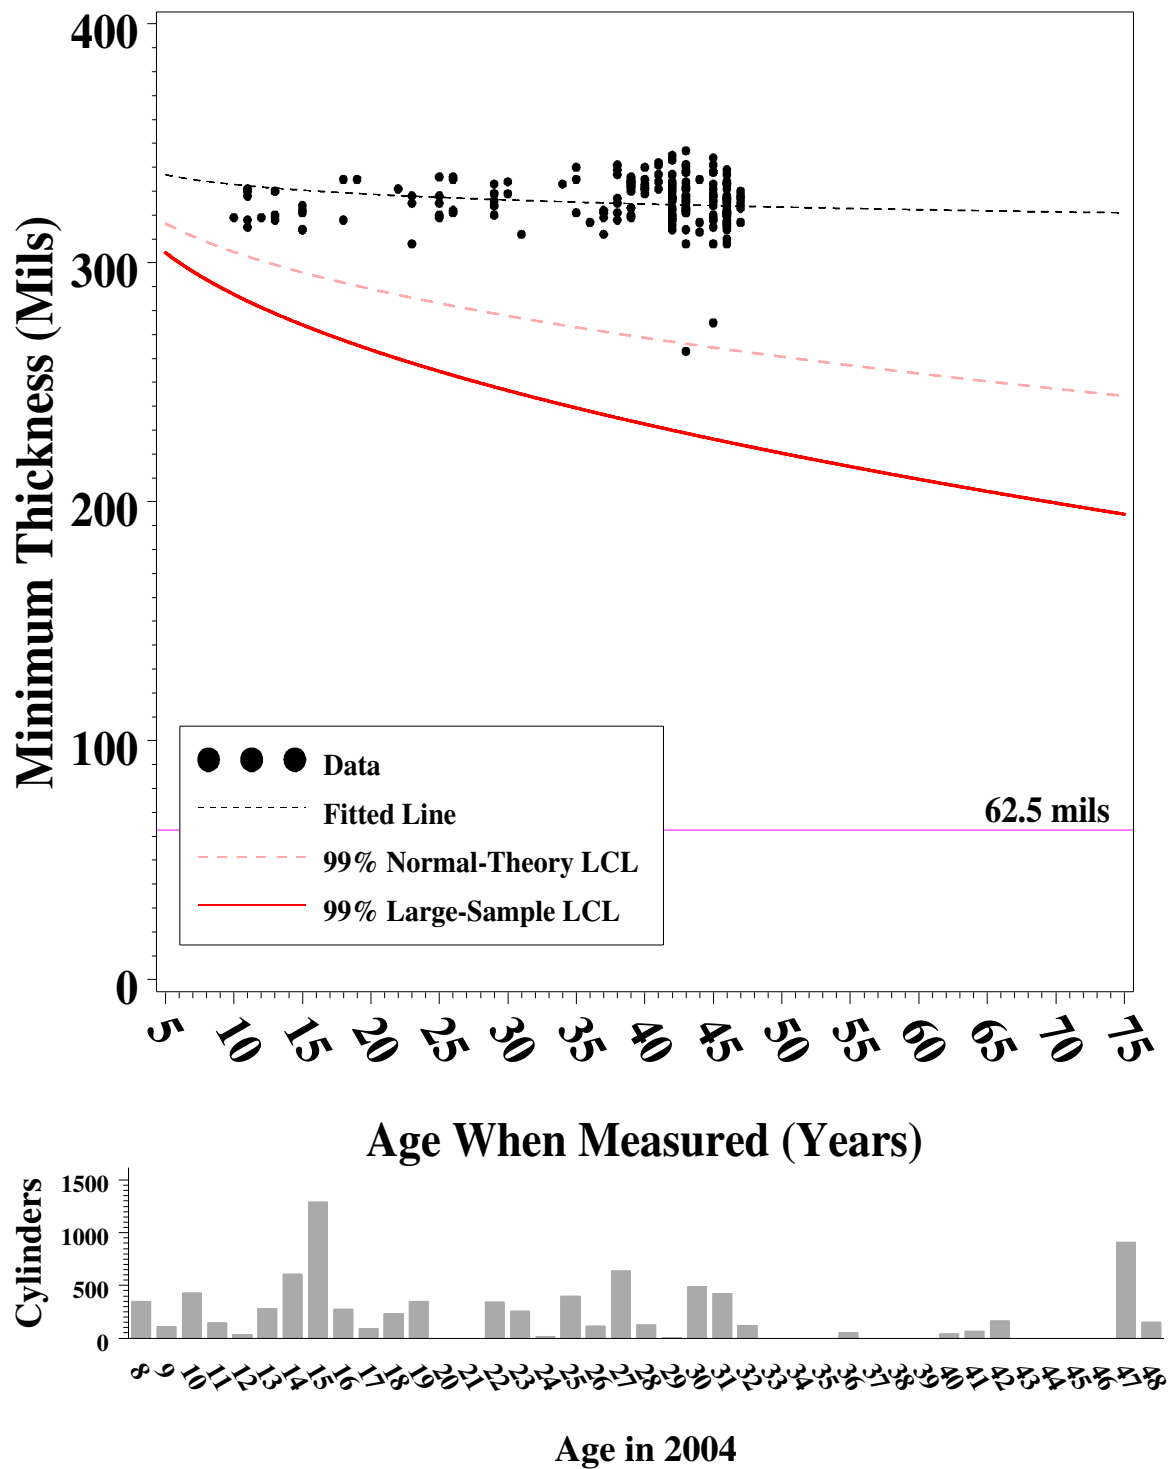 400
300
200
100
0
Minimum Thickness (Mils)
62.5 mils
Data
Fitted Line
99% Normal-Theory LCL
99% Large-Sample LCL
5 10 15 20 25 30 35 40 45 50 55 60 65 70 75
Age When Measured (Years)
1500
1000
500
0
Cylinders
8 9 10 11 12 13 14 15 16 17 18 19 20 21 22 23 24 25 26 27 28 29 30 31 32 33 34 35 36 37 38 39 40 41 42 43 44 45 46 47 48
Age in 2004